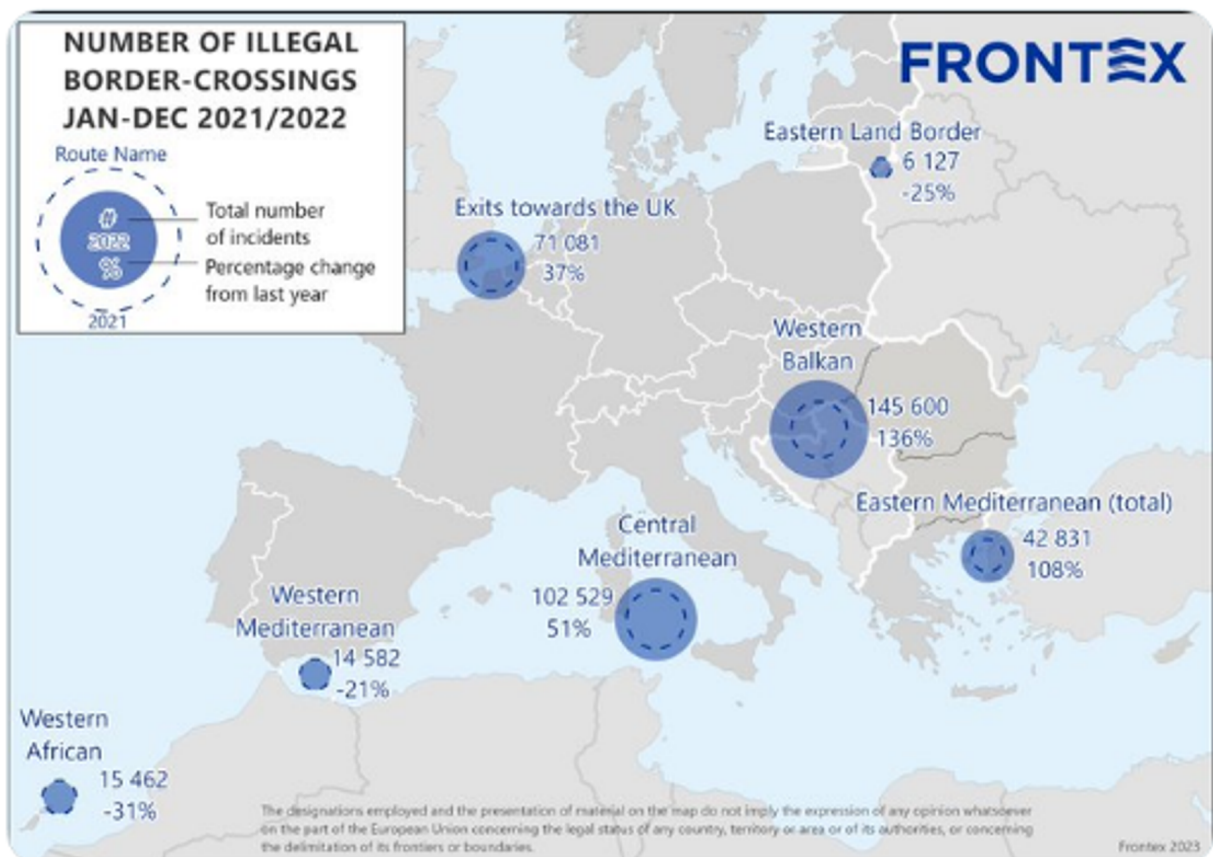 NUMBER OF ILLEGAL
BORDER-CROSSINGS
JAN-DEC 2021/2022
Route Name
#
2022
%
Total number
of incidents
Percentage change
from last year
2021
FRONTEX
Eastern Land Border
6 127
-25%
Exits towards the UK
71 081
37%
Western
Balkan
145 600
136%
Eastern Mediterranean (total)
42 831
108%
Central
Mediterranean
102 529
51%
Western
Mediterranean
14 582
-21%
Western
African
15 462
-31%
The designations employed and the presentation of material on the map do not imply the expression of any opinion whatsoever
on the part of the European Union concerning the legal status of any country, territory or area or of its authorities, or concerning
the delimitation of its frontiers or boundaries.
Frontex 2023